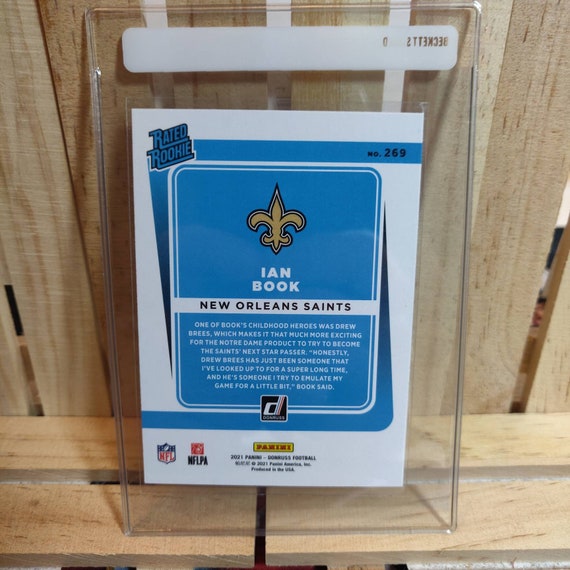 RATED
ROOKIE
NO. 269
IAN
BOOK
NEW ORLEANS SAINTS
ONE OF BOOK'S CHILDHOOD HEROES WAS DREW
BREES, WHICH MAKES IT THAT MUCH MORE EXCITING
FOR THE NOTRE DAME PRODUCT TO TRY TO BECOME
THE SAINTS' NEXT STAR PASSER. "HONESTLY,
DREW BREES HAS JUST BEEN SOMEONE THAT
I'VE LOOKED UP TO FOR A SUPER LONG TIME,
AND HE'S SOMEONE I TRY TO EMULATE MY
GAME FOR A LITTLE BIT," BOOK SAID.
DONRUSS
NFL
NFLPA
PANINI
2021 PANINI - DONRUSS FOOTBALL
© 2021 Panini America, Inc.
Produced in the USA.